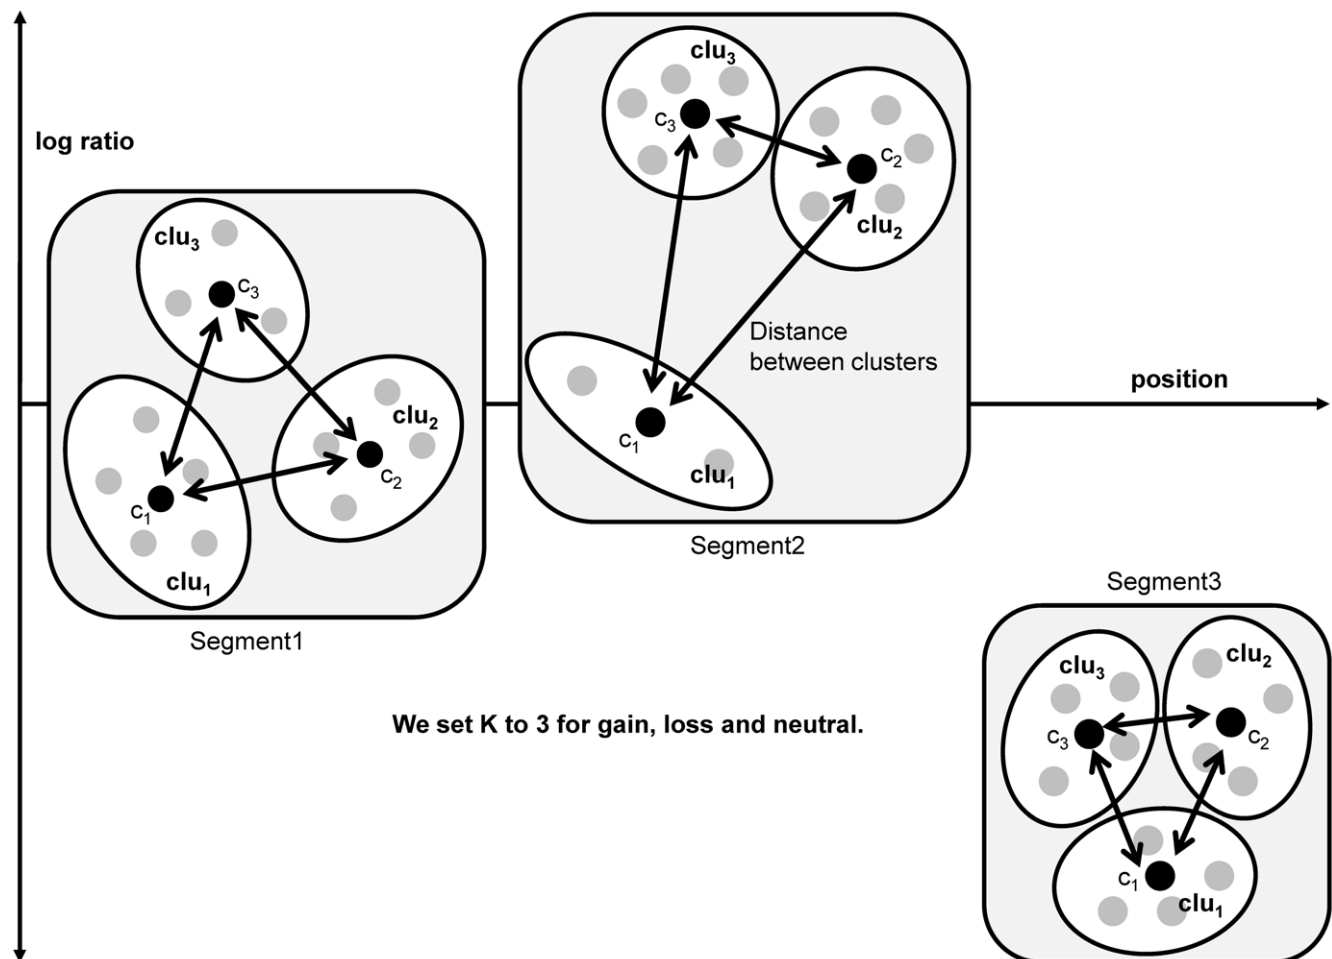 log ratio
clu3
c3
c2
clu2
clu3
c3
clu2
c2
c1
clu1
Segment1
Distance
between clusters
c1
clu1
Segment2
position
Segment3
clu3
clu2
c3
c2
c1
clu1
We set K to 3 for gain, loss and neutral.